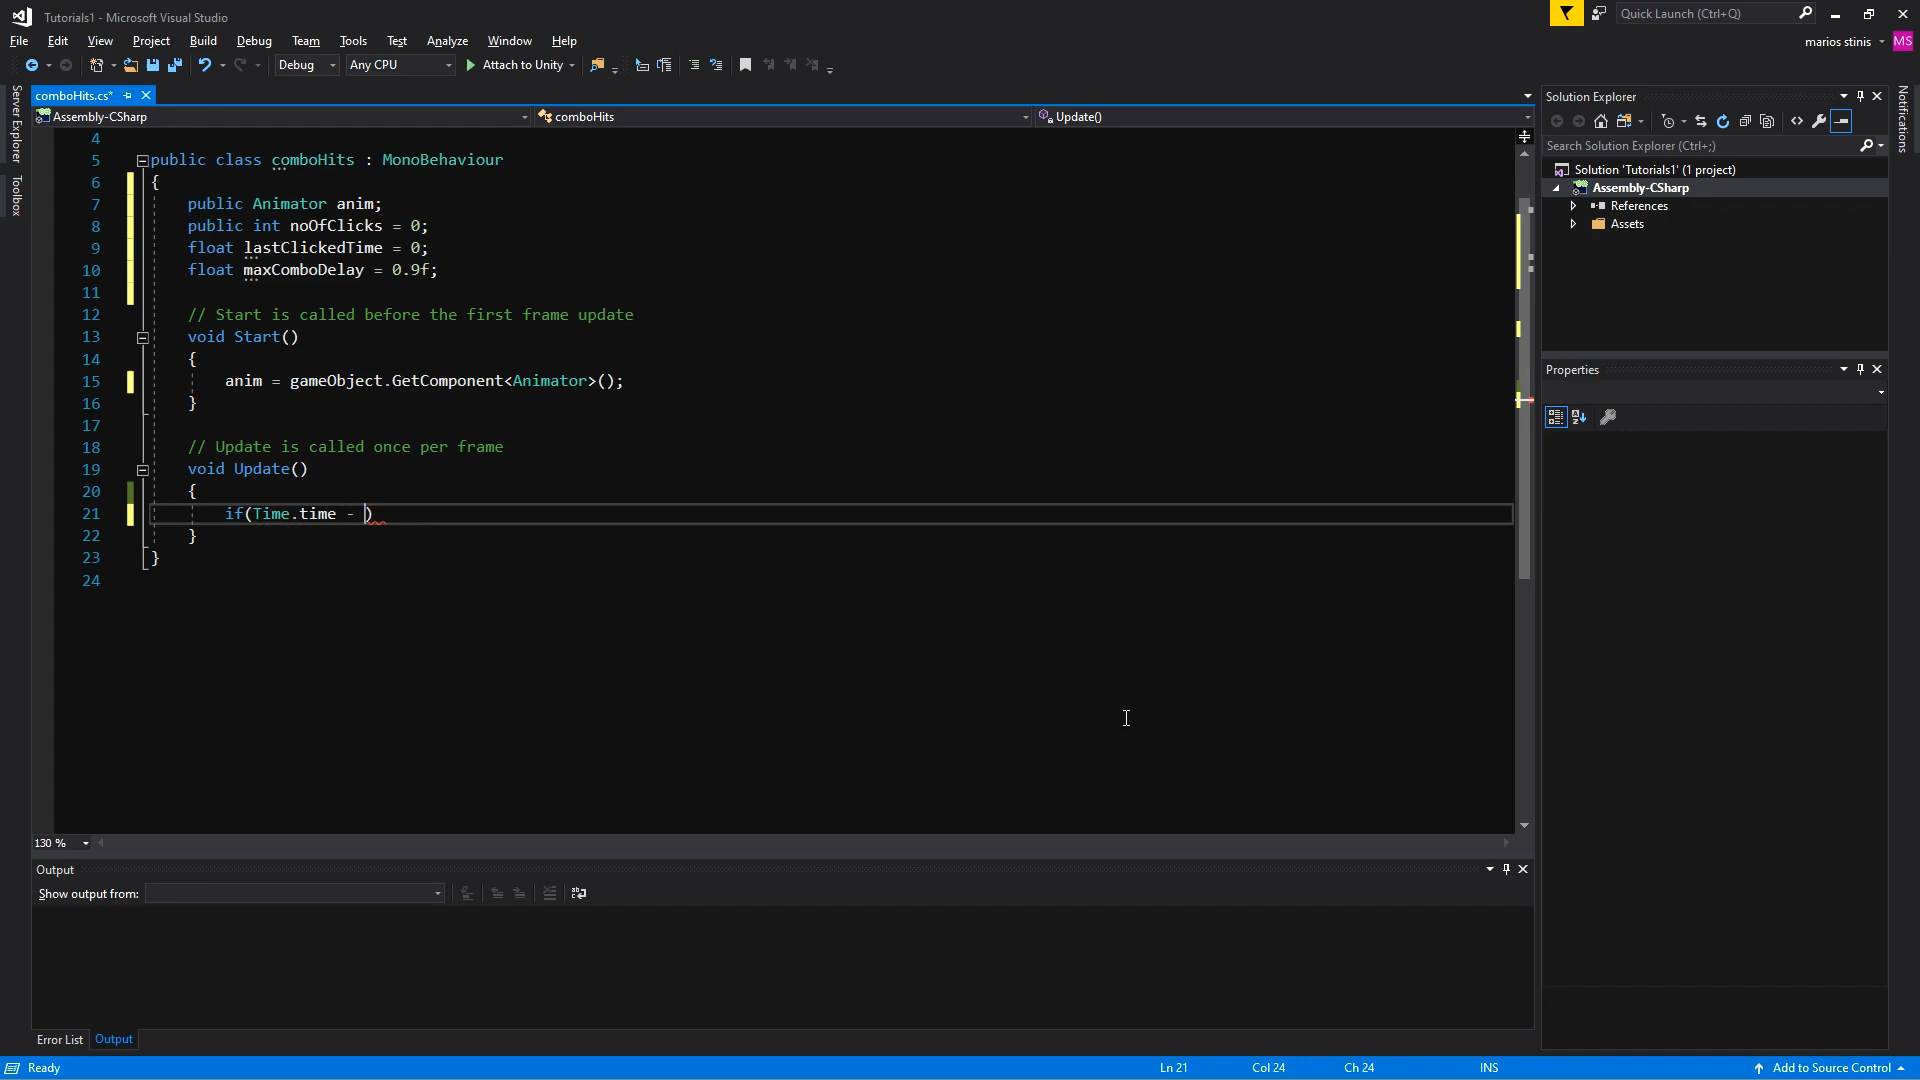 Tutorials1 - Microsoft Visual Studio
Quick Launch (Ctrl+Q)
File Edit View Project Build Debug Team Tools Test Analyze Window Help
marios stinis MS
Debug Any CPU Attach to Unity
Server Explorer
Toolbox
comboHits.cs*
Assembly-CSharp comboHits Update()
4
5 public class comboHits : MonoBehaviour
6 {
7 public Animator anim;
8 public int noOfClicks = 0;
9 float lastClickedTime = 0;
10 float maxComboDelay = 0.9f;
11
12 // Start is called before the first frame update
13 void Start()
14 {
15 anim = gameObject.GetComponent<Animator>();
16 }
17
18 // Update is called once per frame
19 void Update()
20 {
21 if(Time.time - )
22 }
23 }
24
130 %
Output
Show output from:
Error List Output
Solution Explorer
Search Solution Explorer (Ctrl+;)
Solution 'Tutorials1' (1 project)
Assembly-CSharp
References
Assets
Properties
Notifications
Ready Ln 21 Col 24 Ch 24 INS Add to Source Control